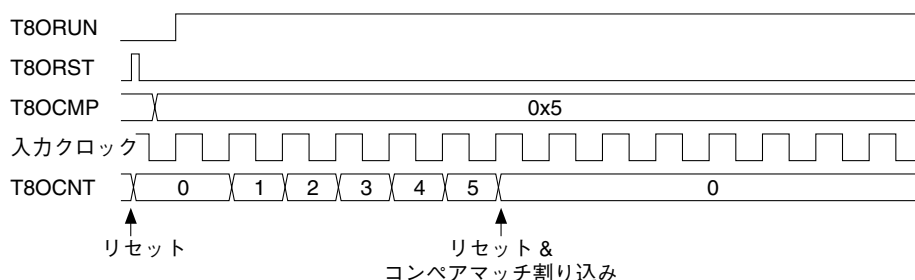 T8ORUN
T8ORST
T8OCMP 0x5
入力クロック
T8OCNT 0 1 2 3 4 5 0
リセット リセット &
コンペアマッチ割り込み